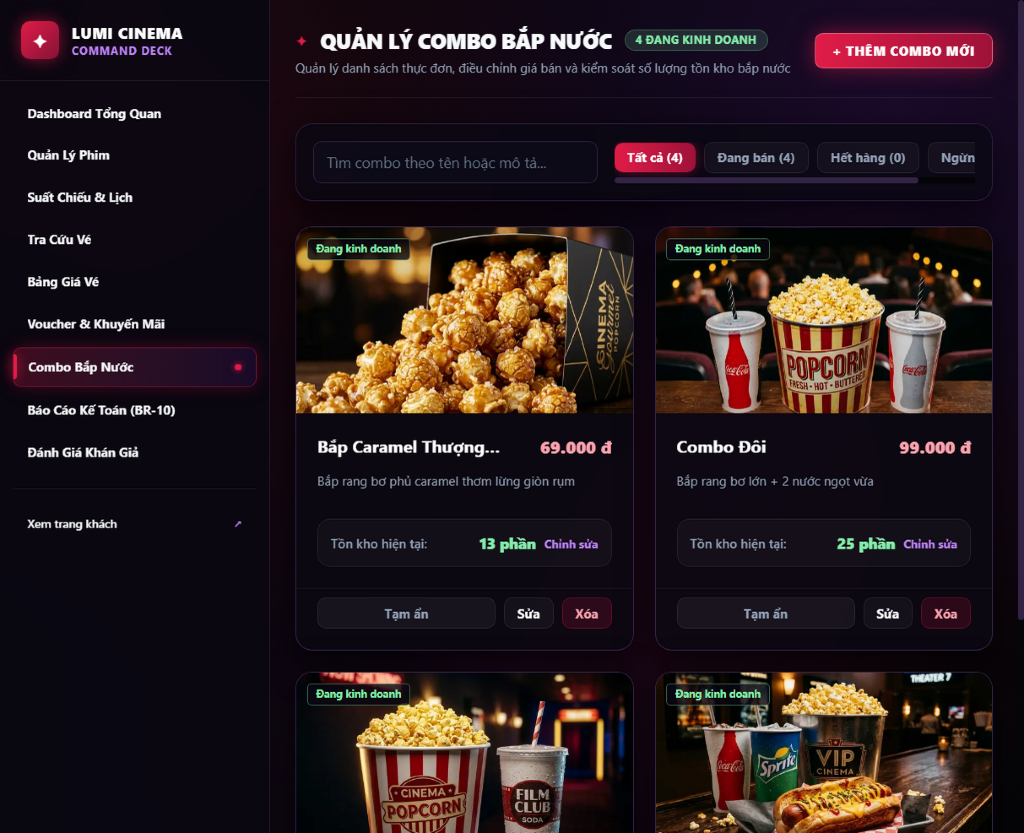 LUMI CINEMA
COMMAND DECK
Dashboard Tổng Quan
Quản Lý Phim
Suất Chiếu & Lịch
Tra Cứu Vé
Bảng Giá Vé
Voucher & Khuyến Mãi
Combo Bắp Nước
Báo Cáo Kế Toán (BR-10)
Đánh Giá Khán Giả
Xem trang khách ↗
✦ QUẢN LÝ COMBO BẮP NƯỚC 4 ĐANG KINH DOANH
Quản lý danh sách thực đơn, điều chỉnh giá bán và kiểm soát số lượng tồn kho bắp nước
+ THÊM COMBO MỚI
Tìm combo theo tên hoặc mô tả...
Tất cả (4) Đang bán (4) Hết hàng (0) Ngừn
Đang kinh doanh
CINEMA
Gourmet
POPCORN
Bắp Caramel Thượng... 69.000 đ
Bắp rang bơ phủ caramel thơm lừng giòn rụm
Tồn kho hiện tại: 13 phần Chỉnh sửa
Tạm ẩn Sửa Xóa
Đang kinh doanh
Coca-Cola
POPCORN
FRESH • HOT • BUTTERED
Coca-Cola
Combo Đôi 99.000 đ
Bắp rang bơ lớn + 2 nước ngọt vừa
Tồn kho hiện tại: 25 phần Chỉnh sửa
Tạm ẩn Sửa Xóa
Đang kinh doanh
CINEMA
POPCORN
FILM
CLUB
SODA
Đang kinh doanh
THEATER 7
Coca-Cola
Sprite
VIP
CINEMA